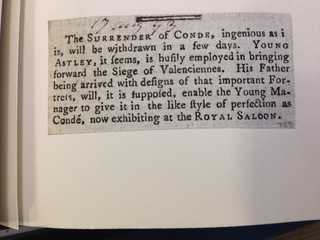 The SURRENDER of CONDE, ingenious as i
is, will be withdrawn in a few days. YOUNG
ASTLEY, it ſeems, is buſily employed in bringing
forward the Siege of Valenciennes. His Father
being arrived with deſigns of that important For-
treſs, will, it is ſuppoſed, enable the Young Ma-
nager to give it in the like ſtyle of perfection as
Condé, now exhibiting at the ROYAL SALOON.